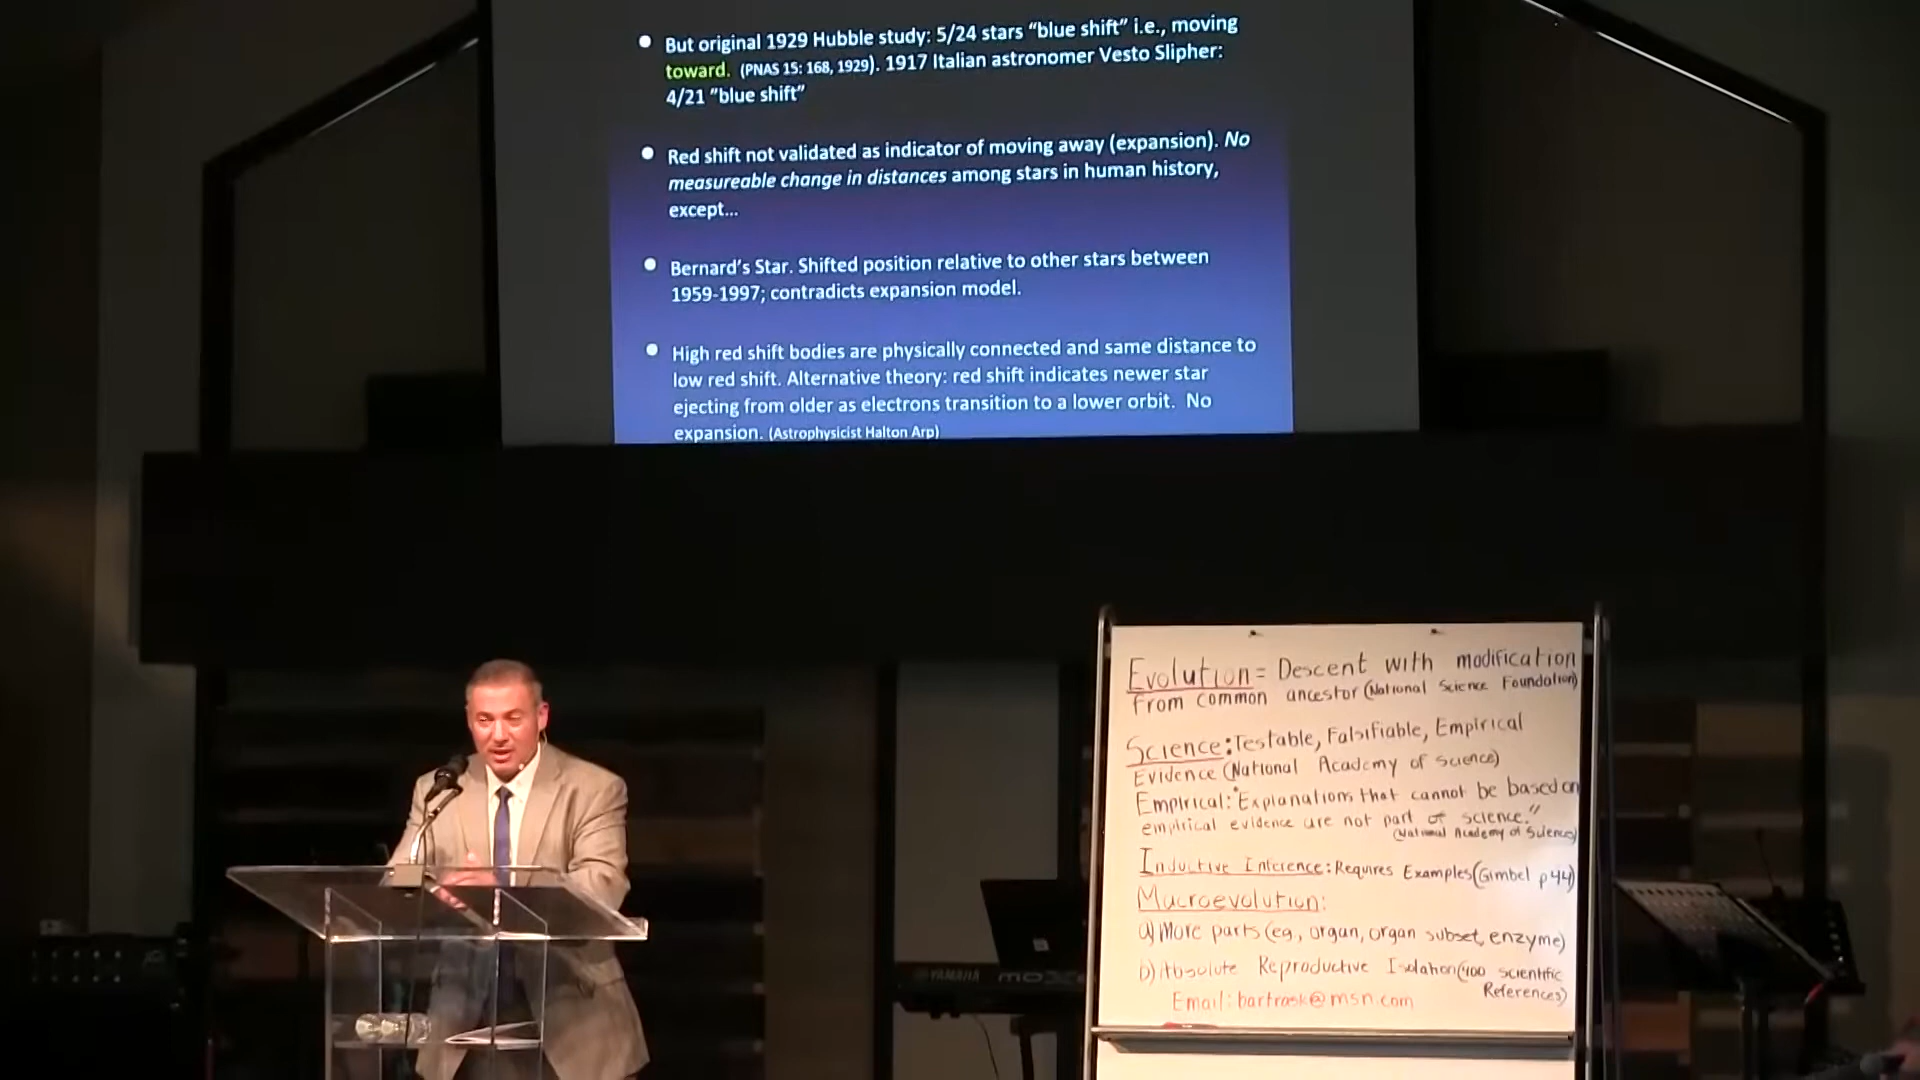 But original 1929 Hubble study: 5/24 stars “blue shift” i.e., moving
toward. (PNAS 15: 168, 1929). 1917 Italian astronomer Vesto Slipher:
4/21 ”blue shift”
Red shift not validated as indicator of moving away (expansion). No
measureable change in distances among stars in human history,
except...
Bernard’s Star. Shifted position relative to other stars between
1959-1997; contradicts expansion model.
High red shift bodies are physically connected and same distance to
low red shift. Alternative theory: red shift indicates newer star
ejecting from older as electrons transition to a lower orbit. No
expansion. (Astrophysicist Halton Arp)
Evolution = Descent with modification
From common ancestor (National Science Foundation)
Science: Testable, Falsifiable, Empirical
Evidence (National Academy of Science)
Empirical: "Explanations that cannot be based on
empirical evidence are not part of science."
(National Academy of Science)
Inductive Inference: Requires Examples (Gimbel p 44)
Macroevolution:
a) More parts (eg, organ, organ subset, enzyme)
b) Absolute Reproductive Isolation (400 scientific
References)
Email: bartrask@msn.com
YAMAHA